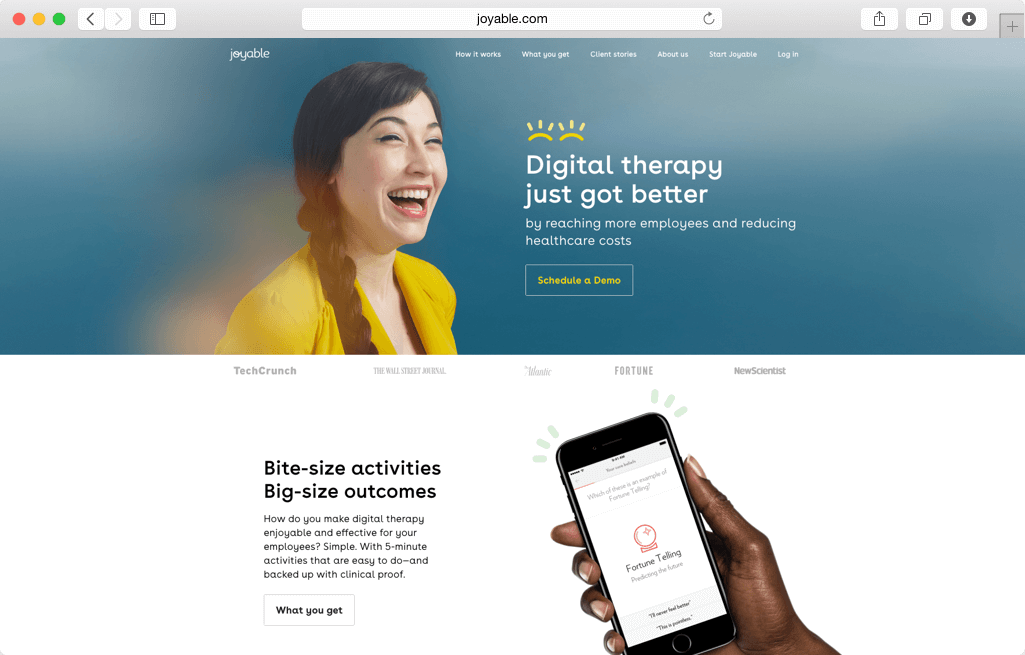 joyable.com
joyable
How it works
What you get
Client stories
About us
Start Joyable
Log in
Digital therapy
just got better
by reaching more employees and reducing
healthcare costs
Schedule a Demo
TechCrunch
THE WALL STREET JOURNAL.
The Atlantic
FORTUNE
NewScientist
Bite-size activities
Big-size outcomes
How do you make digital therapy
enjoyable and effective for your
employees? Simple. With 5-minute
activities that are easy to do—and
backed up with clinical proof.
What you get
9:41 AM
Your new beliefs
Which of these is an example of
Fortune Telling?
Fortune Telling
Predicting the future
"I'll never feel better"
"This is pointless."